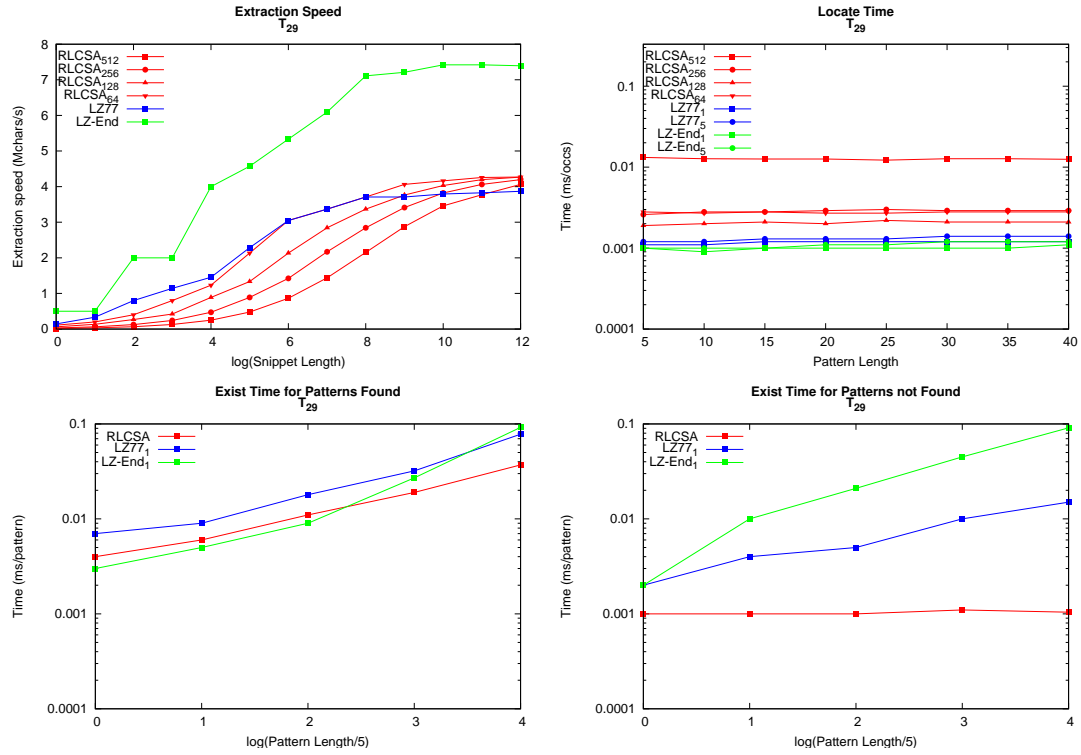 Extraction Speed
T29
8
7
6
5
4
3
2
1
0
0 2 4 6 8 10 12
Extraction speed (Mchars/s)
log(Snippet Length)
RLCSA512
RLCSA256
RLCSA128
RLCSA64
LZ77
LZ-End
Locate Time
T29
0.1
0.01
0.001
0.0001
5 10 15 20 25 30 35 40
Time (ms/occs)
Pattern Length
RLCSA512
RLCSA256
RLCSA128
RLCSA64
LZ771
LZ775
LZ-End1
LZ-End5
Exist Time for Patterns Found
T29
0.1
0.01
0.001
0.0001
0 1 2 3 4
Time (ms/pattern)
log(Pattern Length/5)
RLCSA
LZ771
LZ-End1
Exist Time for Patterns not Found
T29
0.1
0.01
0.001
0.0001
0 1 2 3 4
Time (ms/pattern)
log(Pattern Length/5)
RLCSA
LZ771
LZ-End1